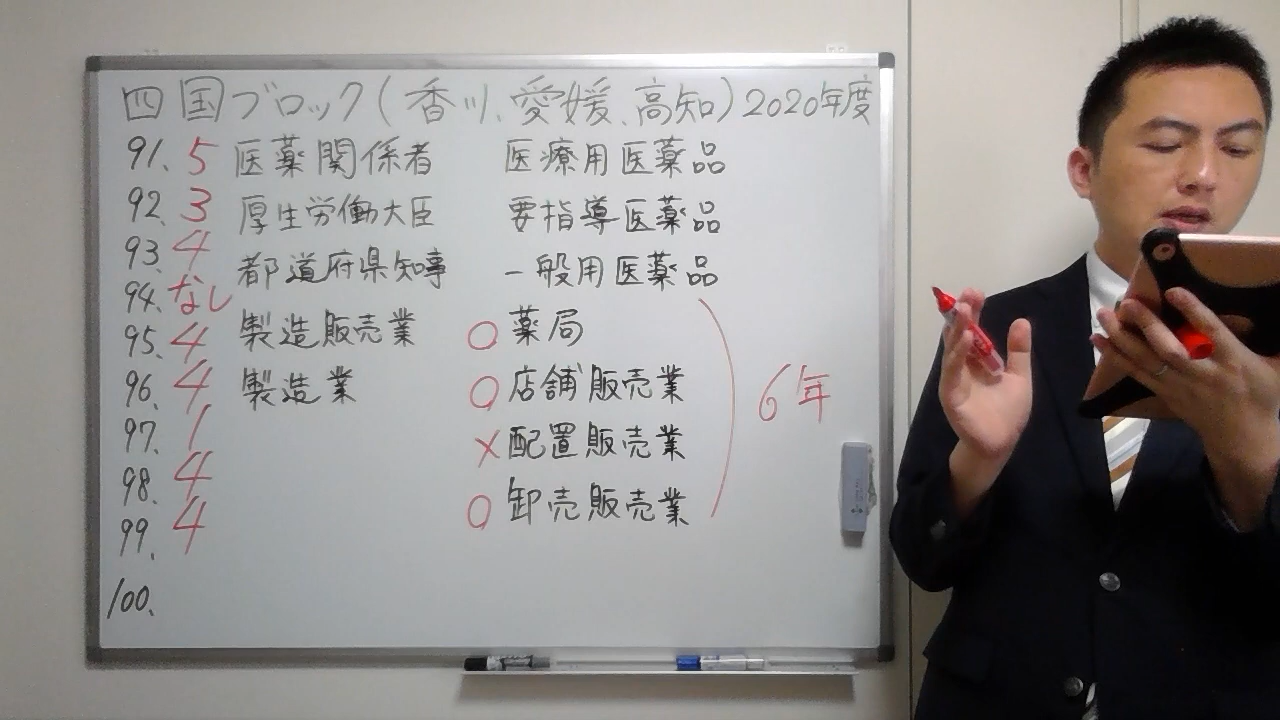 四国ブロック(香川、愛媛、高知)2020年度
91. 5 医薬関係者 医療用医薬品
92. 3 厚生労働大臣 要指導医薬品
93. 4 都道府県知事 一般用医薬品
94. なし
95. 4 製造販売業 ○薬局
96. 4 製造業 ○店舗販売業 6年
97. 1 ×配置販売業
98. 4
99. 4 ○卸売販売業
100.